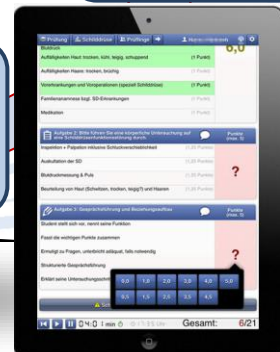 Prüfung Schilddrüse Prüflinge
Blutdruck
6,0
Auffälligkeiten Haut: trocken, kühl, teigig, schuppend (1 Punkt)
Auffälligkeiten Haare: trocken, brüchig (1 Punkt)
Vorerkrankungen und Voroperationen (speziell Schilddrüse) (1 Punkt)
Familienanamnese bzgl. SD-Erkrankungen (1 Punkt)
Medikation (1 Punkt)
Aufgabe 2: Bitte führen Sie eine körperliche Untersuchung auf
eine Schilddrüsenfunktionsstörung durch.
Punkte
(max. 5)
Inspektion + Palpation inklusive Schluckverschieblichkeit
Auskultation der SD
?
Blutdruckmessung & Puls
Beurteilung von Haut (Schwitzen, trocken, teigig?) und Haaren
Aufgabe 3: Gesprächsführung und Beziehungsaufbau
Punkte
(max. 5)
Student stellt sich vor, nennt seine Funktion
Fasst die wichtigen Punkte zusammen
?
Ermutigt zu Fragen, unterbricht adäquat, falls notwendig
Strukturierte Gesprächsführung
Erklärt seine Untersuchungsschritte
0,0 1,0 2,0 3,0 4,0 5,0
0,5 1,5 2,5 3,5 4,5
Gesamt: 6/21